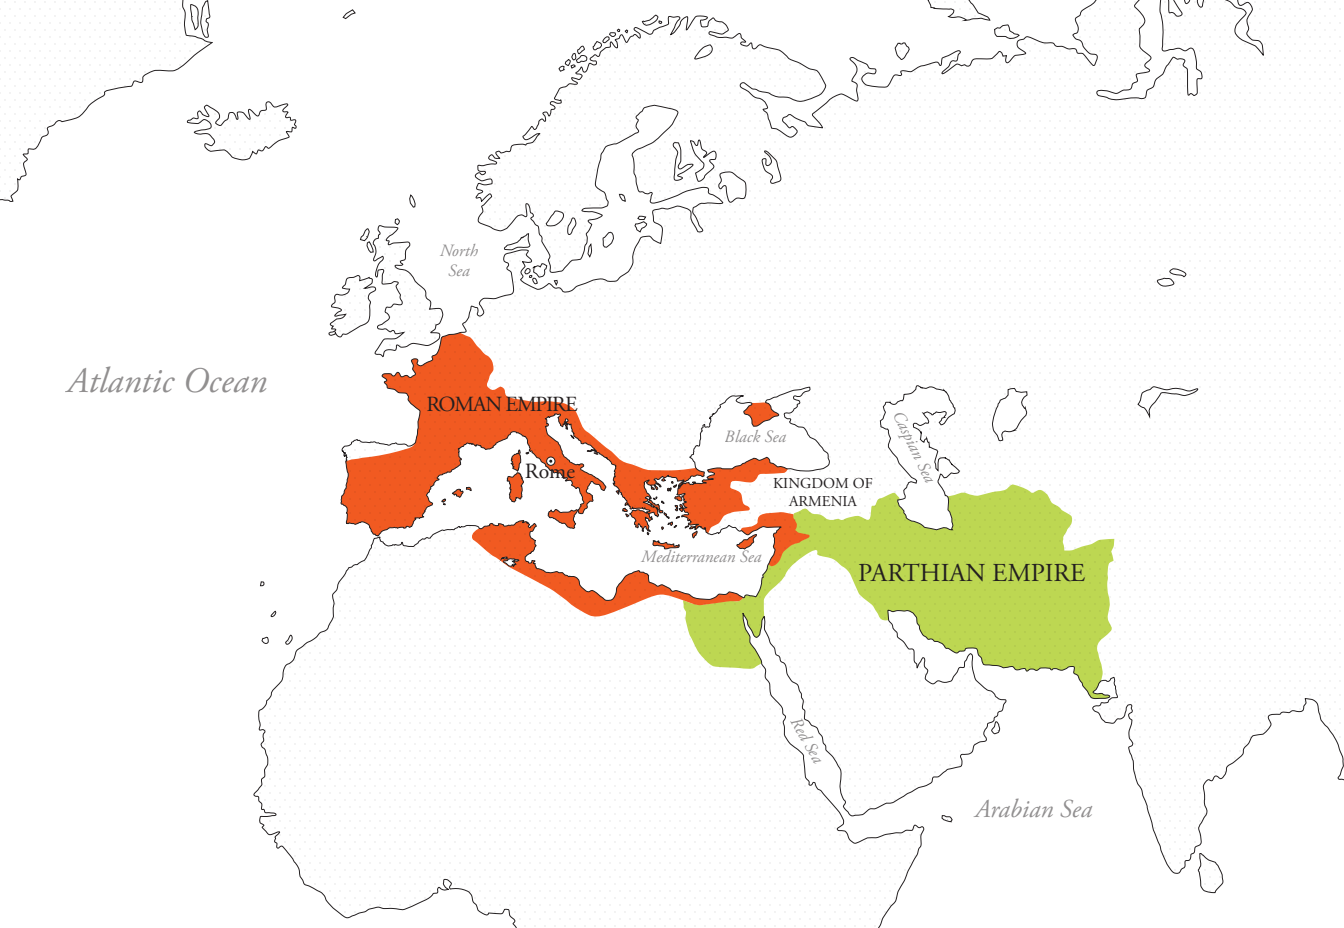 North
Sea
Atlantic Ocean
ROMAN EMPIRE
Black Sea
Caspian Sea
Rome
KINGDOM OF
ARMENIA
Mediterranean Sea
PARTHIAN EMPIRE
Red Sea
Arabian Sea